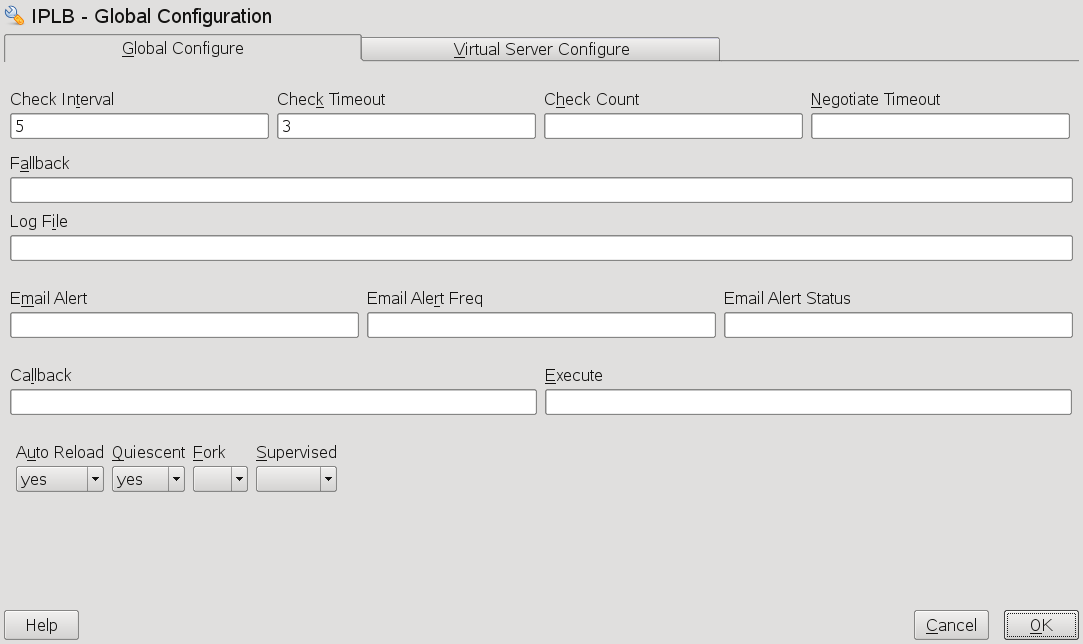 IPLB - Global Configuration
Global Configure Virtual Server Configure
Check Interval Check Timeout Check Count Negotiate Timeout
5 3
Fallback
Log File
Email Alert Email Alert Freq Email Alert Status
Callback Execute
Auto Reload Quiescent Fork Supervised
yes yes
Help Cancel OK